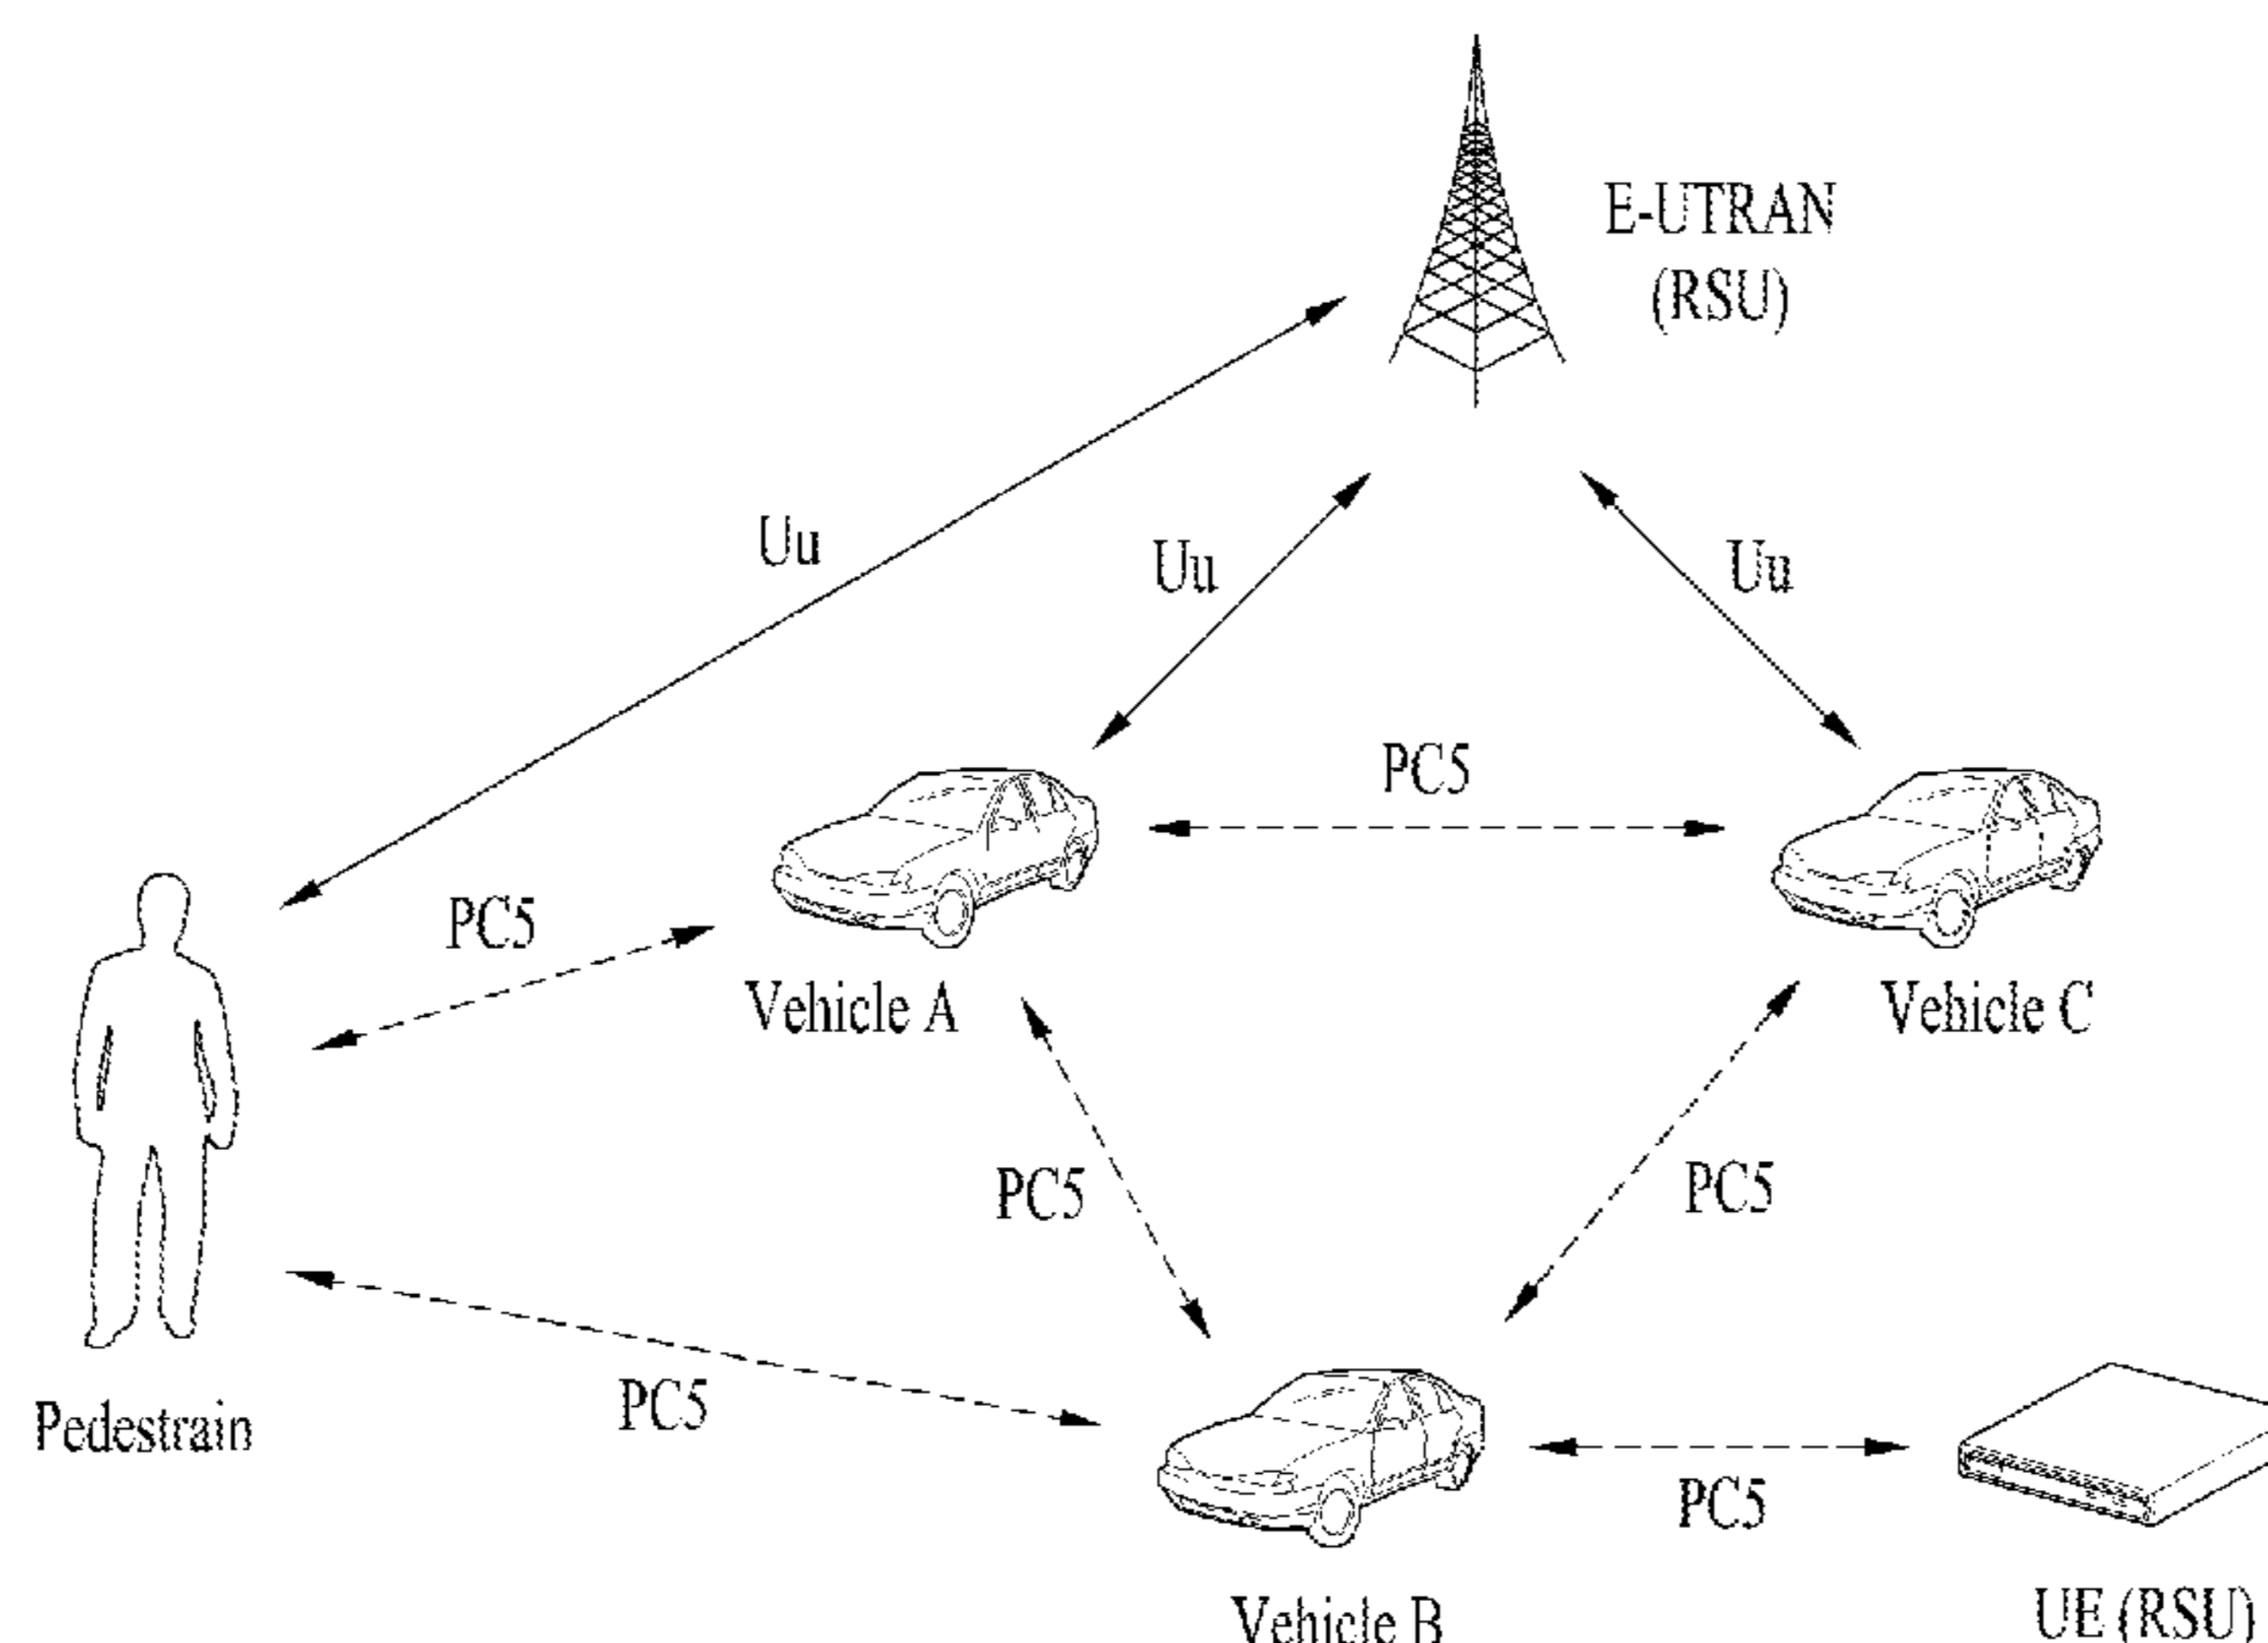 E-UTRAN
(RSU)
Uu
Uu
Uu
PC5
PC5
Vehicle A
Vehicle C
PC5
PC5
PC5
Pedestrain
PC5
Vehicle B
UE (RSU)